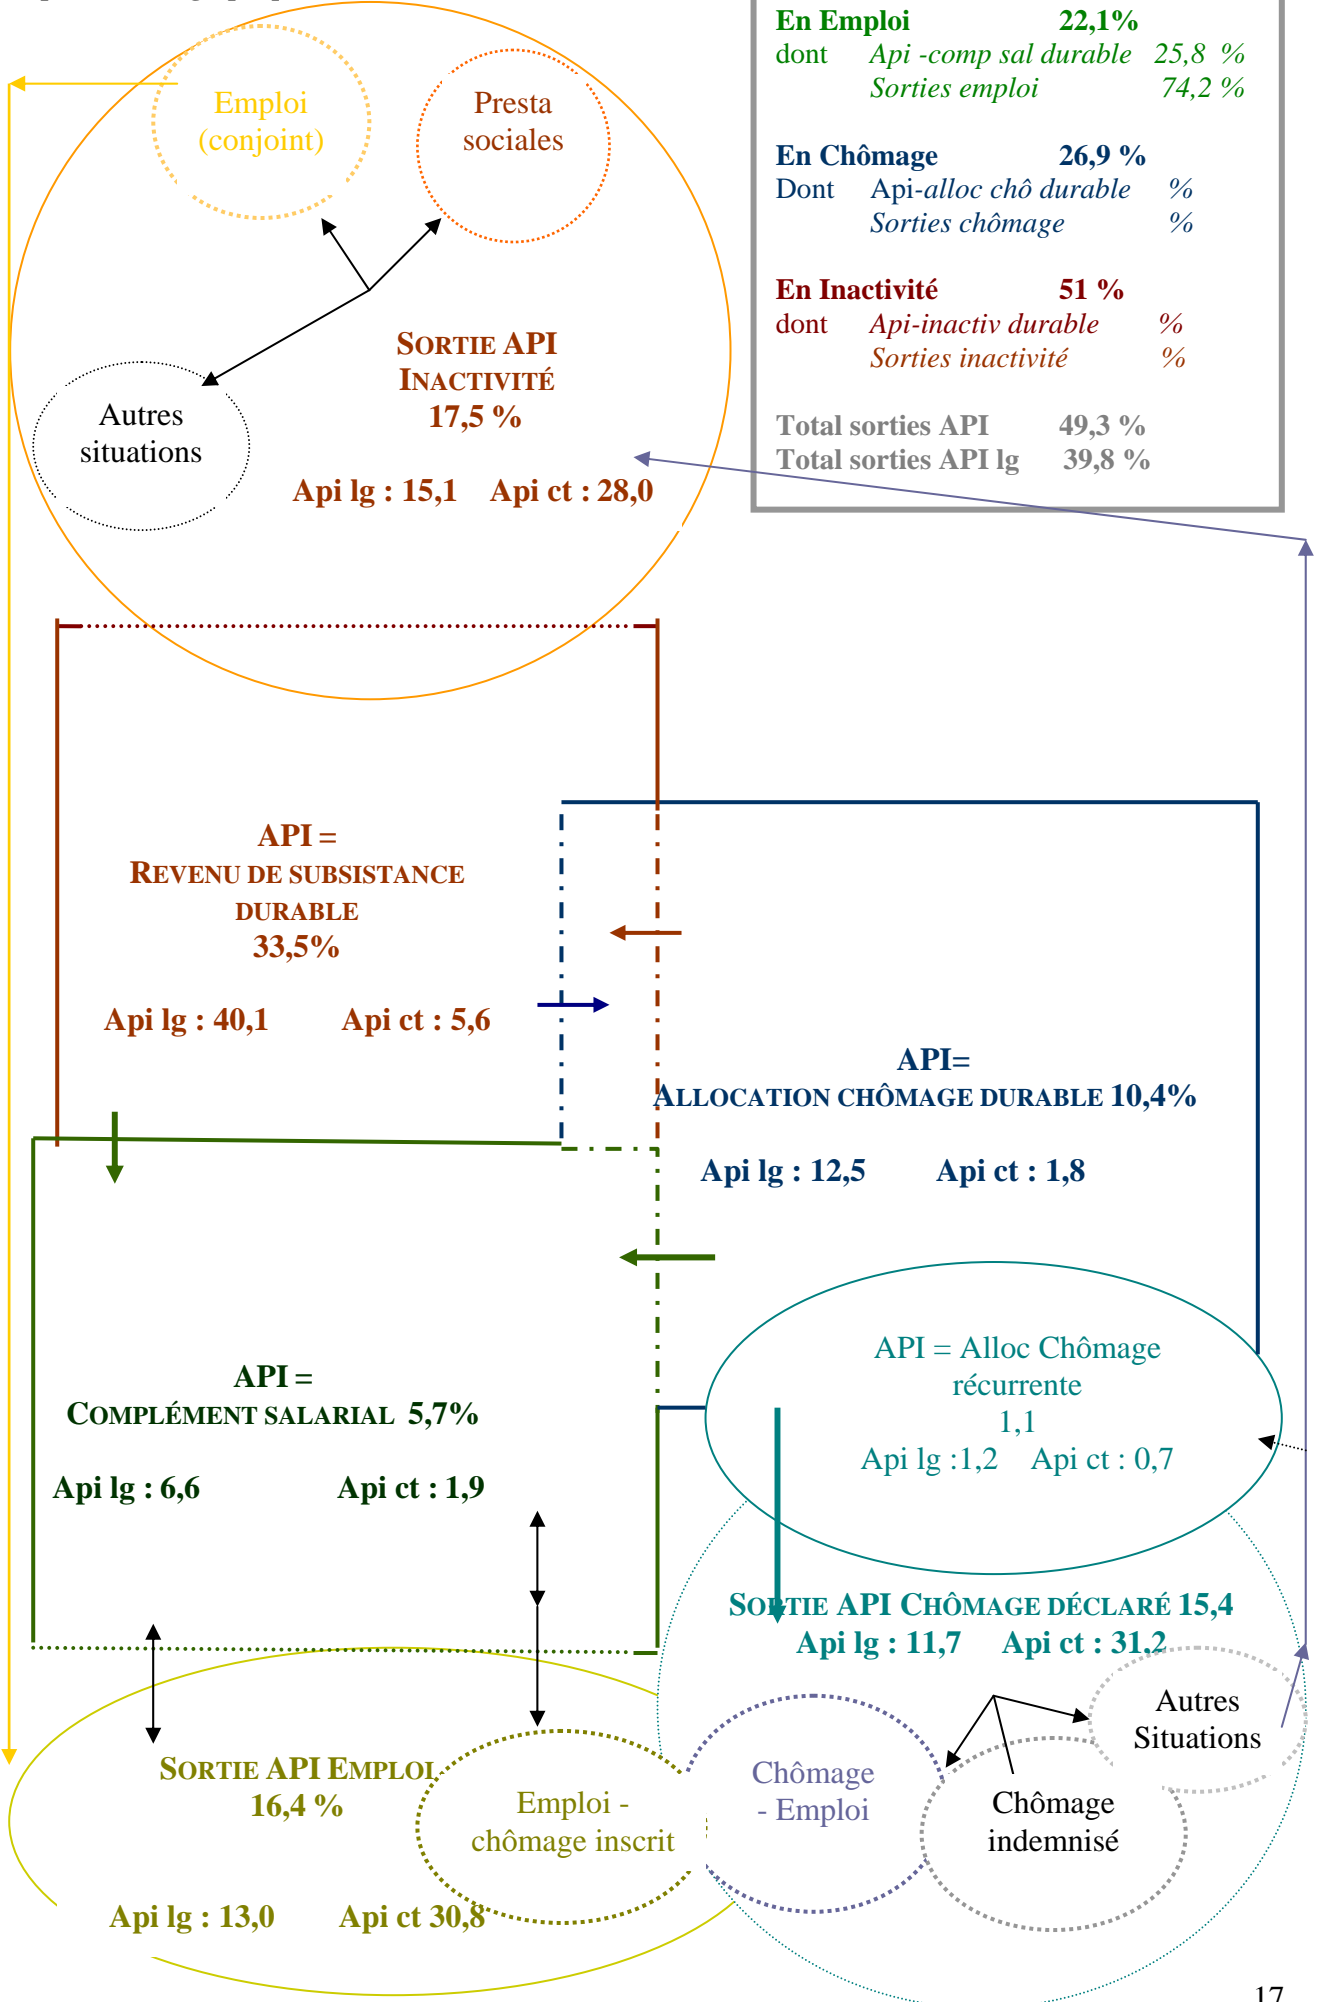 En Emploi 22,1%
dont Api -comp sal durable 25,8 %
Sorties emploi 74,2 %
En Chômage 26,9 %
Dont Api-alloc chô durable %
Sorties chômage %
En Inactivité 51 %
dont Api-inactiv durable %
Sorties inactivité %
Total sorties API 49,3 %
Total sorties API lg 39,8 %
Emploi
(conjoint)
Presta
sociales
Autres
situations
SORTIE API
INACTIVITÉ
17,5 %
Api lg : 15,1 Api ct : 28,0
API =
REVENU DE SUBSISTANCE
DURABLE
33,5%
Api lg : 40,1 Api ct : 5,6
API=
ALLOCATION CHÔMAGE DURABLE 10,4%
Api lg : 12,5 Api ct : 1,8
API =
COMPLÉMENT SALARIAL 5,7%
Api lg : 6,6 Api ct : 1,9
API = Alloc Chômage
récurrente
1,1
Api lg :1,2 Api ct : 0,7
SORTIE API CHÔMAGE DÉCLARÉ 15,4
Api lg : 11,7 Api ct : 31,2
SORTIE API EMPLOI
16,4 %
Api lg : 13,0 Api ct 30,8
Emploi -
chômage inscrit
Chômage
- Emploi
Chômage
indemnisé
Autres
Situations
17